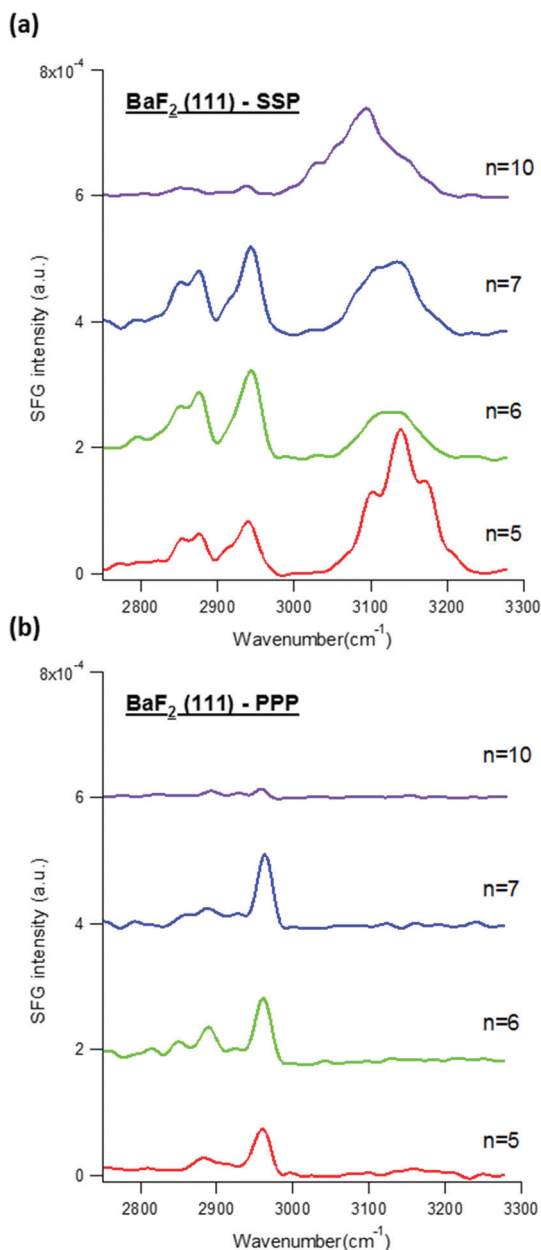 (a)
8x10⁻⁴
BaF₂ (111) - SSP
n=10
6
n=7
4
n=6
2
n=5
0
SFG intensity (a.u.)
2800 2900 3000 3100 3200 3300
Wavenumber(cm⁻¹)
(b)
8x10⁻⁴
BaF₂ (111) - PPP
n=10
6
n=7
4
n=6
2
n=5
0
SFG intensity (a.u.)
2800 2900 3000 3100 3200 3300
Wavenumber(cm⁻¹)